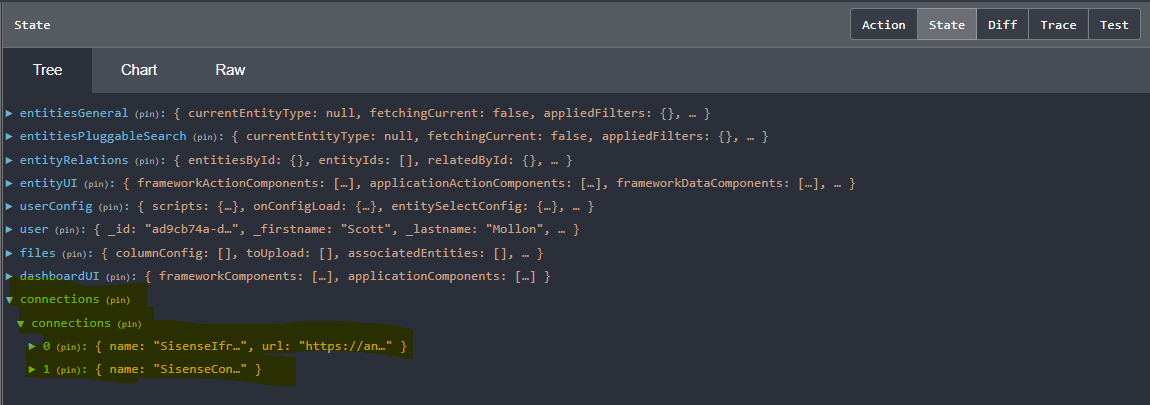 State
Action State Diff Trace Test
Tree Chart Raw
▶ entitiesGeneral (pin): { currentEntityType: null, fetchingCurrent: false, appliedFilters: {}, … }
▶ entitiesPluggableSearch (pin): { currentEntityType: null, fetchingCurrent: false, appliedFilters: {}, … }
▶ entityRelations (pin): { entitiesById: {}, entityIds: [], relatedById: {}, … }
▶ entityUI (pin): { frameworkActionComponents: […], applicationActionComponents: […], frameworkDataComponents: […], … }
▶ userConfig (pin): { scripts: {…}, onConfigLoad: {…}, entitySelectConfig: {…}, … }
▶ user (pin): { _id: "ad9cb74a-d…", _firstname: "Scott", _lastname: "Mollon", … }
▶ files (pin): { columnConfig: [], toUpload: [], associatedEntities: [], … }
▶ dashboardUI (pin): { frameworkComponents: […], applicationComponents: […] }
▼ connections (pin)
▼ connections (pin)
▶ 0 (pin): { name: "SisenseIfr…", url: "https://an…" }
▶ 1 (pin): { name: "SisenseCon…" }